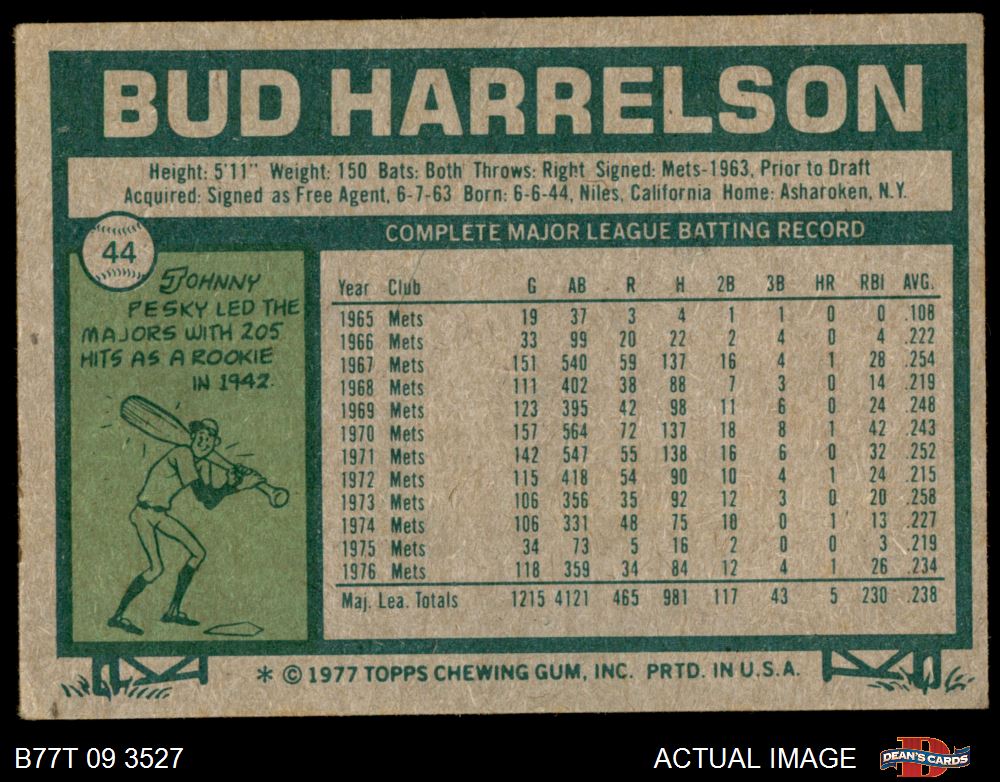 BUD HARRELSON
Height: 5'11" Weight: 150 Bats: Both Throws: Right Signed: Mets-1963, Prior to Draft
Acquired: Signed as Free Agent, 6-7-63 Born: 6-6-44, Niles, California Home: Asharoken, N.Y.
44
JOHNNY
PESKY LED THE
MAJORS WITH 205
HITS AS A ROOKIE
IN 1942.
COMPLETE MAJOR LEAGUE BATTING RECORD
Year Club G AB R H 2B 3B HR RBI AVG.
1965 Mets 19 37 3 4 1 1 0 0 .108
1966 Mets 33 99 20 22 2 4 0 4 .222
1967 Mets 151 540 59 137 16 4 1 28 .254
1968 Mets 111 402 38 88 7 3 0 14 .219
1969 Mets 123 395 42 98 11 6 0 24 .248
1970 Mets 157 564 72 137 18 8 1 42 .243
1971 Mets 142 547 55 138 16 6 0 32 .252
1972 Mets 115 418 54 90 10 4 1 24 .215
1973 Mets 106 356 35 92 12 3 0 20 .258
1974 Mets 106 331 48 75 10 0 1 13 .227
1975 Mets 34 73 5 16 2 0 0 3 .219
1976 Mets 118 359 34 84 12 4 1 26 .234
Maj. Lea. Totals 1215 4121 465 981 117 43 5 230 .238
* © 1977 TOPPS CHEWING GUM, INC. PRTD. IN U.S.A.
B77T 09 3527
ACTUAL IMAGE
D
DEAN'S CARDS